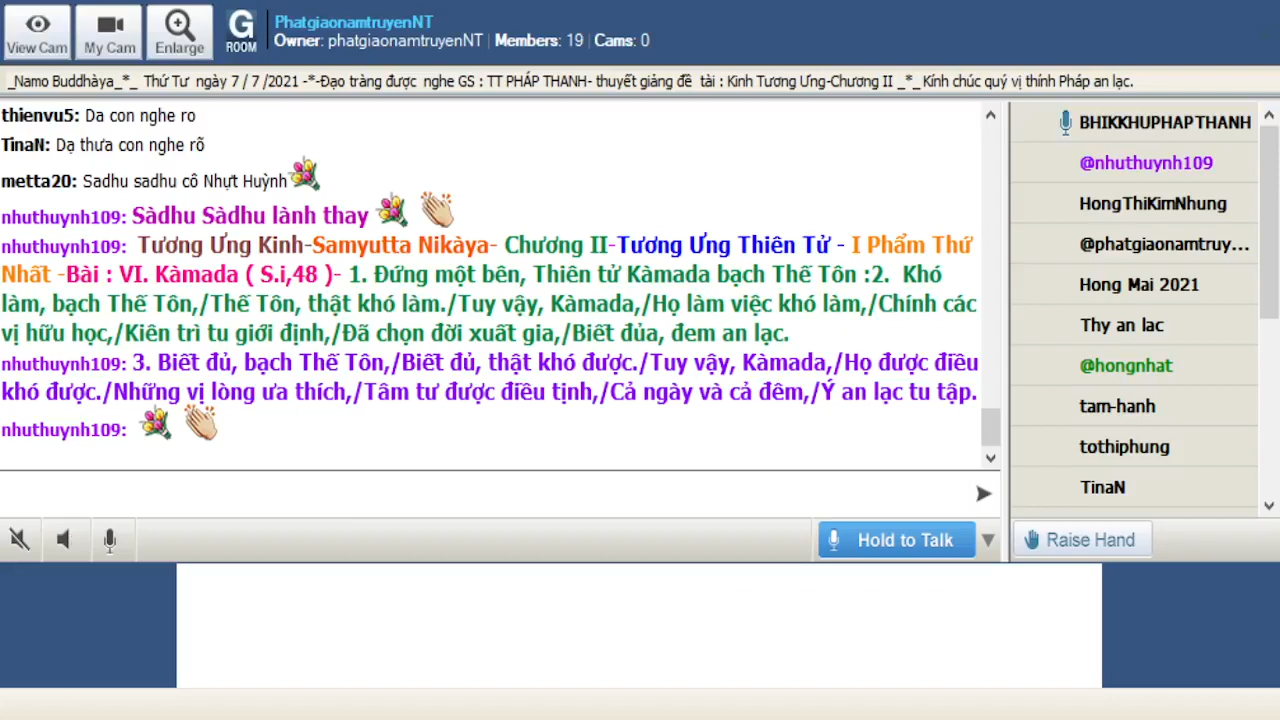 View Cam
My Cam
Enlarge
G
ROOM
PhatgiaonamtruyenNT
Owner: phatgiaonamtruyenNT | Members: 19 | Cams: 0
_Namo Buddhàya_*_ Thứ Tư ngày 7 / 7 /2021 -*-Đạo tràng được nghe GS : TT PHÁP THANH- thuyết giảng đề tài : Kinh Tương Ưng-Chương II _*_ Kính chúc quý vị thính Pháp an lạc.
thienvu5: Da con nghe ro
TinaN: Dạ thưa con nghe rõ
metta20: Sadhu sadhu cô Nhựt Huỳnh
nhuthuynh109: Sàdhu Sàdhu lành thay
nhuthuynh109: Tương Ưng Kinh-Samyutta Nikàya- Chương II-Tương Ưng Thiên Tử - I Phẩm Thứ
Nhất -Bài : VI. Kàmada ( S.i,48 )- 1. Đứng một bên, Thiên tử Kàmada bạch Thế Tôn :2. Khó
làm, bạch Thế Tôn,/Thế Tôn, thật khó làm./Tuy vậy, Kàmada,/Họ làm việc khó làm,/Chính các
vị hữu học,/Kiên trì tu giới định,/Đã chọn đời xuất gia,/Biết đủa, đem an lạc.
nhuthuynh109: 3. Biết đủ, bạch Thế Tôn,/Biết đủ, thật khó được./Tuy vậy, Kàmada,/Họ được điều
khó được./Những vị lòng ưa thích,/Tâm tư được điều tịnh,/Cả ngày và cả đêm,/Ý an lạc tu tập.
nhuthuynh109:
BHIKKHUPHAPTHANH
@nhuthuynh109
HongThiKimNhung
@phatgiaonamtruy...
Hong Mai 2021
Thy an lac
@hongnhat
tam-hanh
tothiphung
TinaN
Hold to Talk
Raise Hand